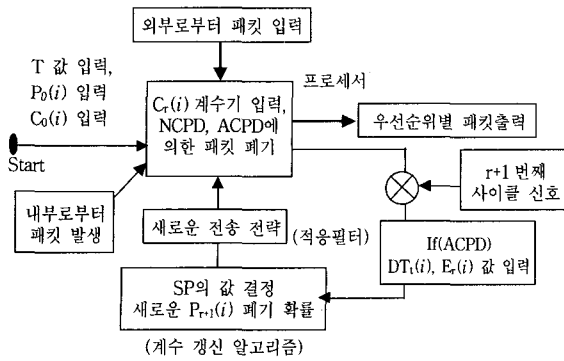 외부로부터 패킷 입력
T 값 입력,
P₀(i) 입력
C₀(i) 입력
Start
Cᵣ(i) 계수기 입력,
NCPD, ACPD에
의한 패킷 폐기
프로세서
우선순위별 패킷출력
r+1 번째
사이클 신호
내부로부터
패킷 발생
새로운 전송 전략
(적응필터)
If(ACPD)
DT₁(i), Eᵣ(i) 값 입력
SP의 값 결정
새로운 Pᵣ₊₁(i) 폐기 확률
(계수 갱신 알고리즘)